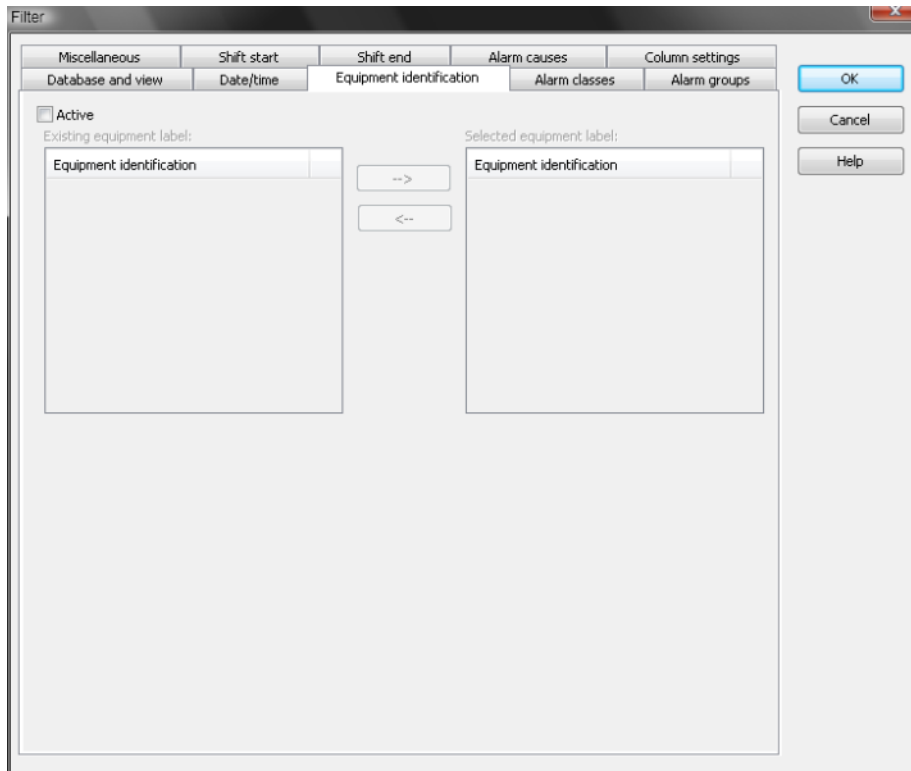 Filter
Miscellaneous Shift start Shift end Alarm causes Column settings
Database and view Date/time Equipment identification Alarm classes Alarm groups
OK
Active
Cancel
Existing equipment label: Selected equipment label:
Equipment identification Equipment identification
Help
-->
<--